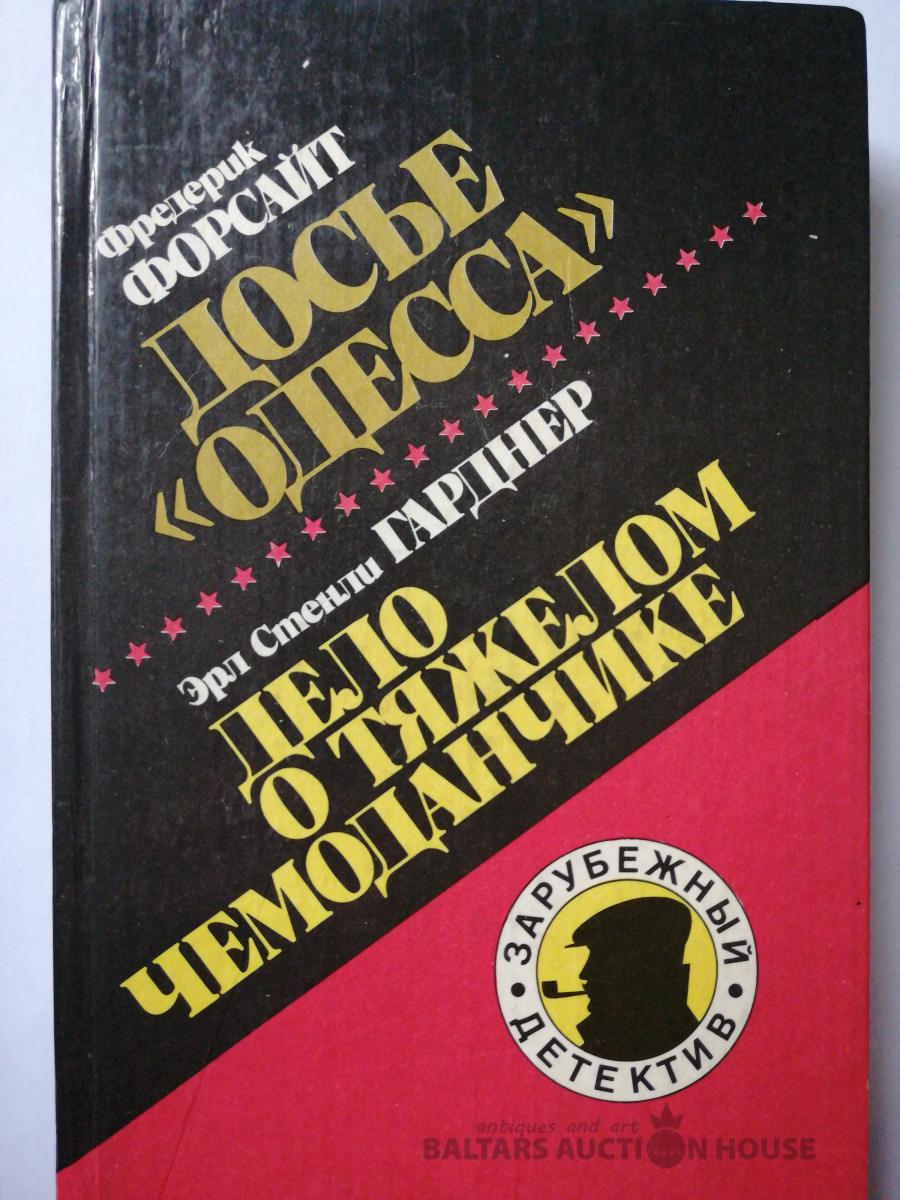 Фредерик
ФОРСАЙТ
ДОСЬЕ
«ОДЕССА»
Эрл Стенли ГАРДНЕР
ДЕЛО
О ТЯЖЕЛОМ
ЧЕМОДАНЧИКЕ
ЗАРУБЕЖНЫЙ
ДЕТЕКТИВ
antiques and art
BALTARS AUCTION HOUSE